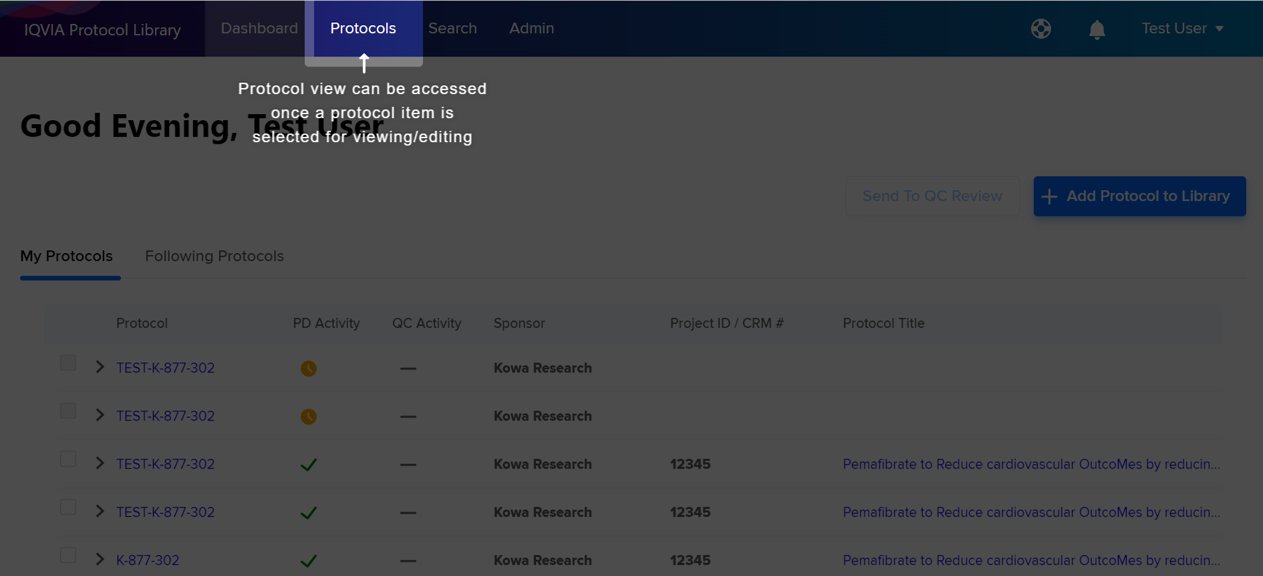 IQVIA Protocol Library Dashboard Protocols Search Admin Test User
Protocol view can be accessed
once a protocol item is
selected for viewing/editing
Good Evening, Test User
Send To QC Review Add Protocol to Library
My Protocols Following Protocols
Protocol PD Activity QC Activity Sponsor Project ID / CRM # Protocol Title
TEST-K-877-302 — Kowa Research
TEST-K-877-302 — Kowa Research
TEST-K-877-302 — Kowa Research 12345 Pemafibrate to Reduce cardiovascular OutcoMes by reducin...
TEST-K-877-302 — Kowa Research 12345 Pemafibrate to Reduce cardiovascular OutcoMes by reducin...
K-877-302 — Kowa Research 12345 Pemafibrate to Reduce cardiovascular OutcoMes by reducin...